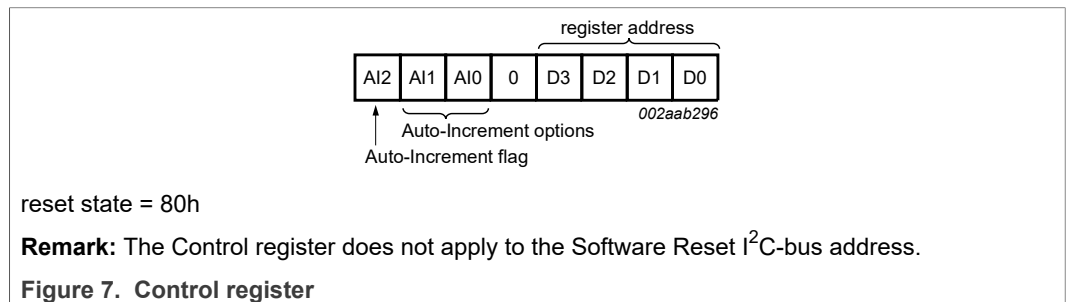 register address
AI2 AI1 AI0 0 D3 D2 D1 D0
002aab296
Auto-Increment options
Auto-Increment flag
reset state = 80h
Remark: The Control register does not apply to the Software Reset I²C-bus address.
Figure 7. Control register